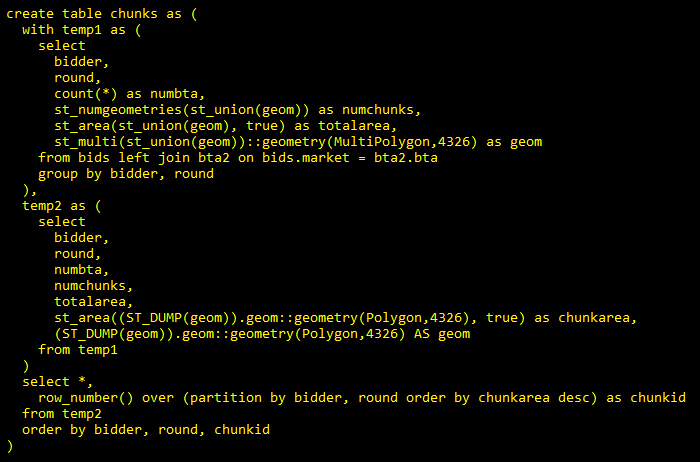 create table chunks as (
  with temp1 as (
    select
      bidder,
      round,
      count(*) as numbta,
      st_numgeometries(st_union(geom)) as numchunks,
      st_area(st_union(geom), true) as totalarea,
      st_multi(st_union(geom))::geometry(MultiPolygon,4326) as geom
    from bids left join bta2 on bids.market = bta2.bta
    group by bidder, round
  ),
  temp2 as (
    select
      bidder,
      round,
      numbta,
      numchunks,
      totalarea,
      st_area((ST_DUMP(geom)).geom::geometry(Polygon,4326), true) as chunkarea,
      (ST_DUMP(geom)).geom::geometry(Polygon,4326) AS geom
    from temp1
  )
  select *,
    row_number() over (partition by bidder, round order by chunkarea desc) as chunkid
  from temp2
  order by bidder, round, chunkid
)